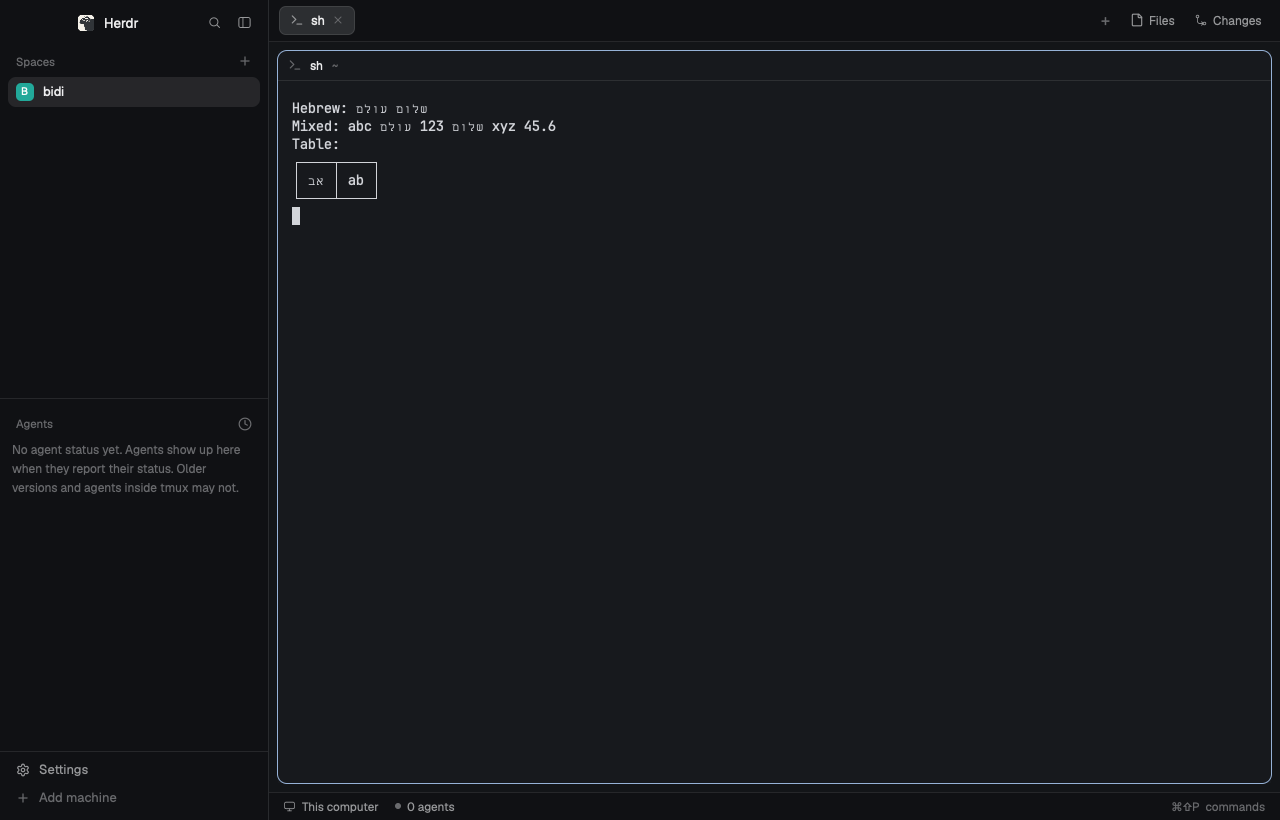 Herdr
sh
Files
Changes
Spaces
B bidi
sh ~
Hebrew: שלום עולם
Mixed: abc שלום 123 עולם xyz 45.6
Table:
אב ab
Agents
No agent status yet. Agents show up here
when they report their status. Older
versions and agents inside tmux may not.
Settings
Add machine
This computer
0 agents
⌘⇧P commands